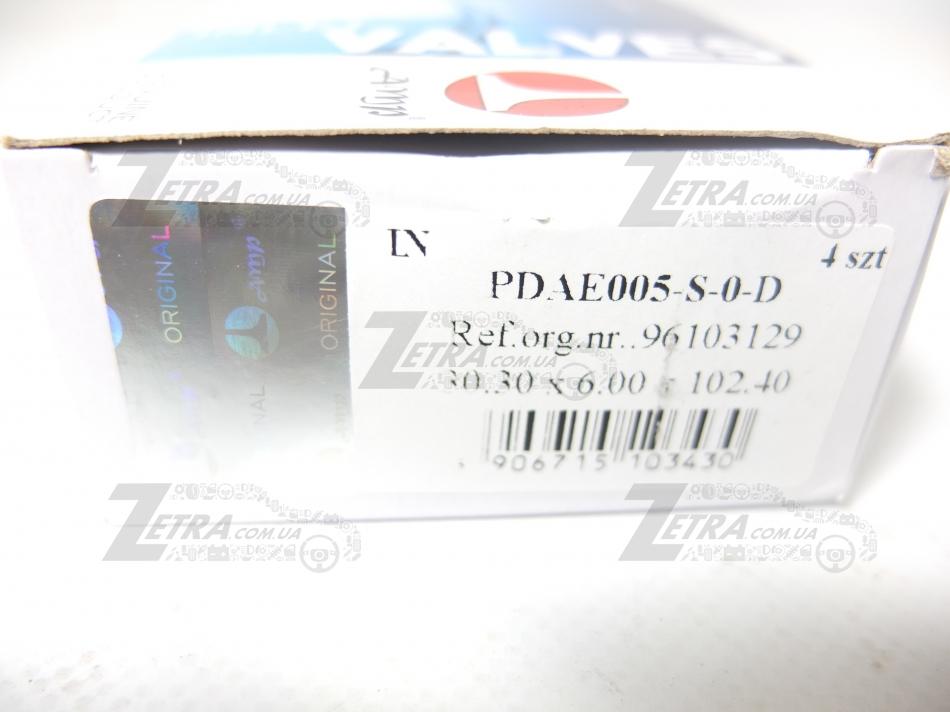 VALVES
Amp
ORIGINAL
ORIGINAL
IN
4 szt
PDAE005-S-0-D
Ref.org.nr.:96103129
30.30 x 6.00 x 102.40
906715 103430
ZETRA.COM.UA
ZETRA.COM.UA
ZETRA.COM.UA
ZETRA.COM.UA
ZETRA.COM.UA